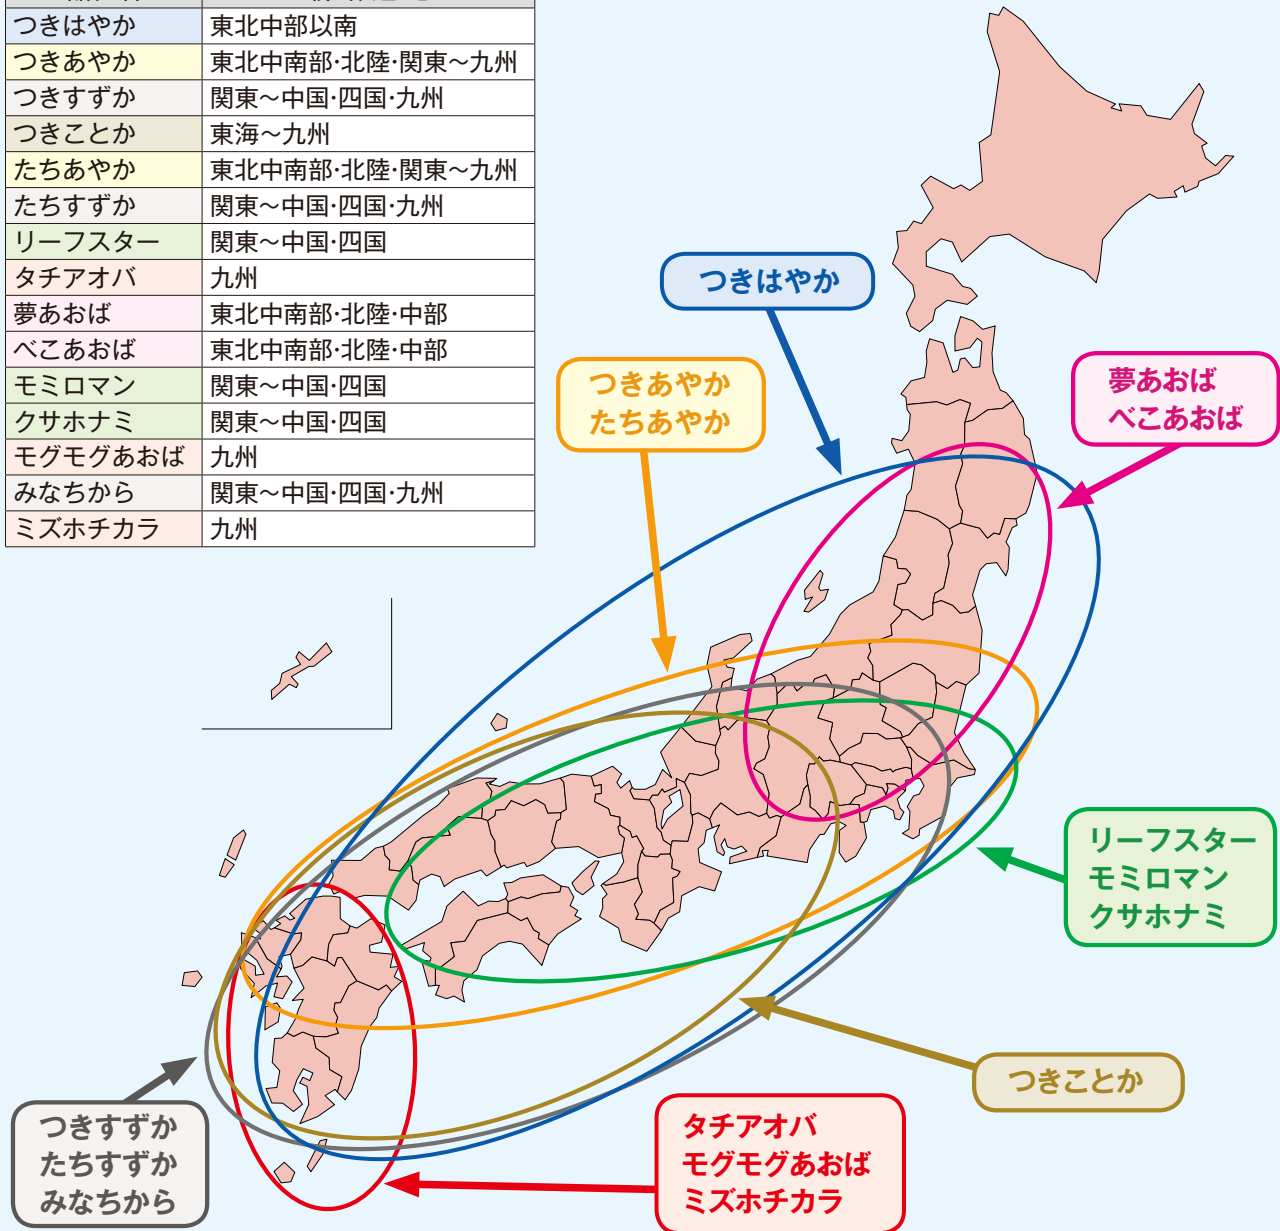 つきはやか 東北中部以南
つきあやか 東北中南部・北陸・関東～九州
つきすずか 関東～中国・四国・九州
つきことか 東海～九州
たちあやか 東北中南部・北陸・関東～九州
たちすずか 関東～中国・四国・九州
リーフスター 関東～中国・四国
タチアオバ 九州
夢あおば 東北中南部・北陸・中部
べこあおば 東北中南部・北陸・中部
モミロマン 関東～中国・四国
クサホナミ 関東～中国・四国
モグモグあおば 九州
みなちから 関東～中国・四国・九州
ミズホチカラ 九州
つきはやか
つきあやか
たちあやか
夢あおば
べこあおば
リーフスター
モミロマン
クサホナミ
つきことか
つきすずか
たちすずか
みなちから
タチアオバ
モグモグあおば
ミズホチカラ